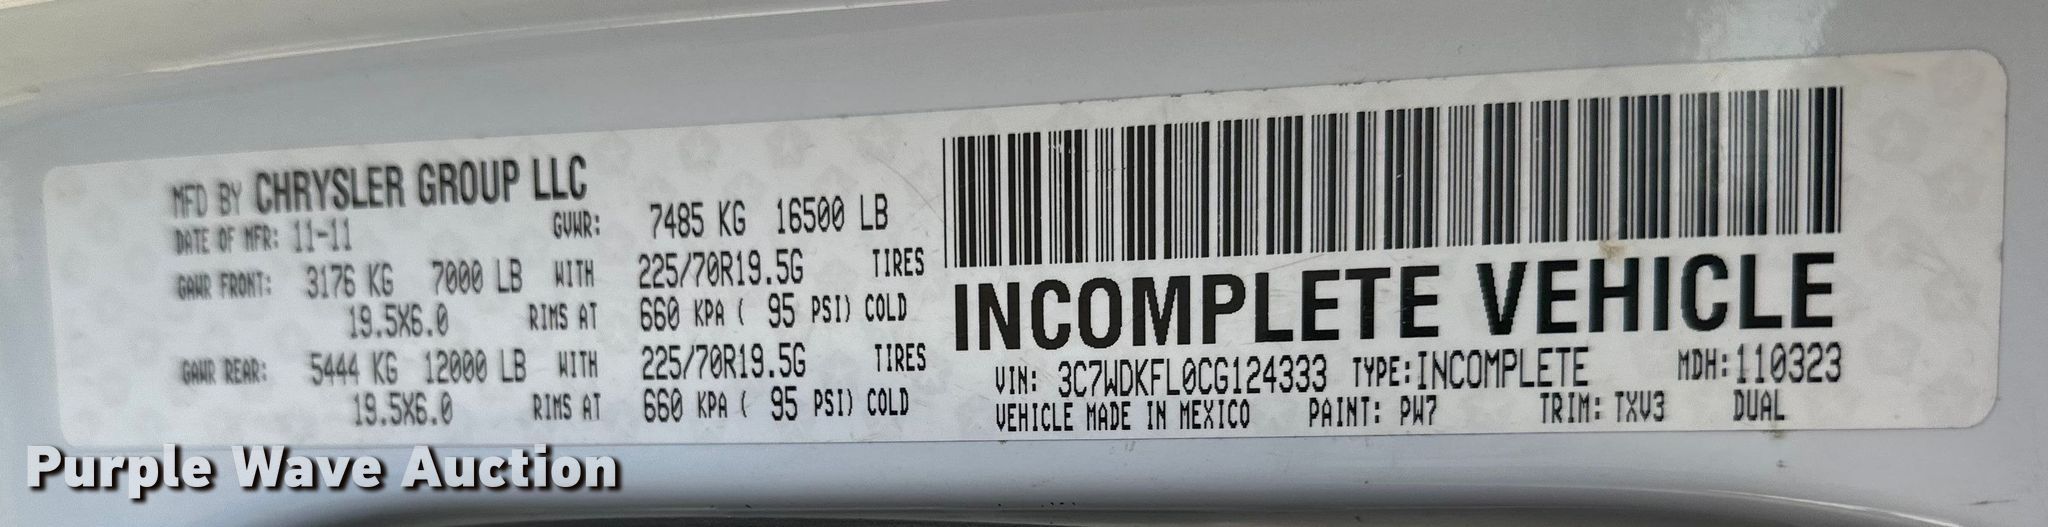 MFD BY CHRYSLER GROUP LLC
DATE OF MFR: 11-11 GVWR: 7485 KG 16500 LB
GAWR FRONT: 3176 KG 7000 LB WITH 225/70R19.5G TIRES
19.5X6.0 RIMS AT 660 KPA ( 95 PSI) COLD
GAWR REAR: 5444 KG 12000 LB WITH 225/70R19.5G TIRES
19.5X6.0 RIMS AT 660 KPA ( 95 PSI) COLD
INCOMPLETE VEHICLE
VIN: 3C7WDKFL0CG124333 TYPE: INCOMPLETE MDH: 110323
VEHICLE MADE IN MEXICO PAINT: PW7 TRIM: TXV3 DUAL
Purple Wave Auction